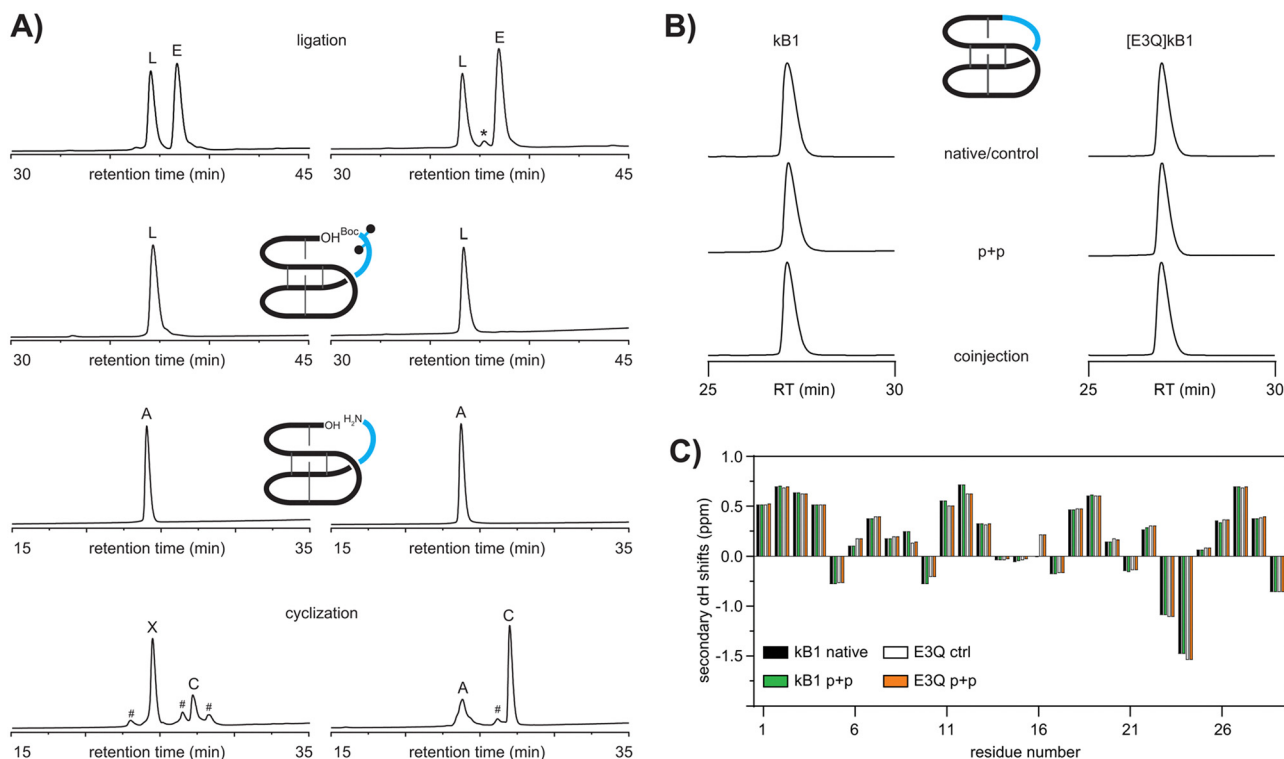 A)
ligation
L E
L * E
30 retention time (min) 45
30 retention time (min) 45
L
OH Boc
L
30 retention time (min) 45
30 retention time (min) 45
A
OH H₂N
A
15 retention time (min) 35
15 retention time (min) 35
cyclization
# X # C #
A # C
15 retention time (min) 35
15 retention time (min) 35
B)
kB1
[E3Q]kB1
native/control
p+p
coinjection
25 RT (min) 30
25 RT (min) 30
C)
secondary αH shifts (ppm)
1.0
0.5
0.0
-1.0
-1.5
kB1 native
E3Q ctrl
kB1 p+p
E3Q p+p
1 6 11 16 21 26
residue number